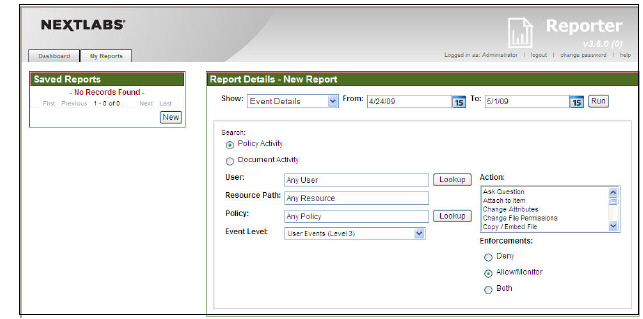 NEXTLABS®
Reporter
v3.6.0 (0)
Dashboard
My Reports
Logged in as: Administrator | logout | change password | help
Saved Reports
- No Records Found -
First Previous 1 - 0 of 0 Next Last
New
Report Details - New Report
Show: Event Details From: 4/24/09 15 To: 5/1/09 15 Run
Search:
Policy Activity
Document Activity
User: Any User Lookup
Resource Path: Any Resource
Policy: Any Policy Lookup
Event Level: User Events (Level 3)
Action:
Ask Question
Attach to Item
Change Attributes
Change File Permissions
Copy / Embed File
Enforcements:
Deny
Allow/Monitor
Both